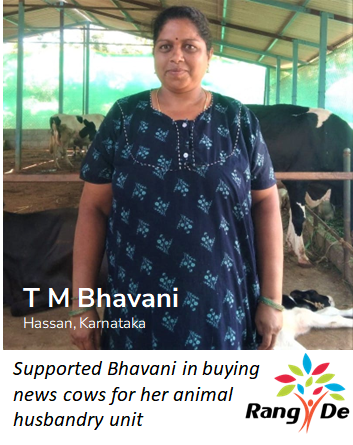 T M Bhavani
Hassan, Karnataka
Supported Bhavani in buying
news cows for her animal
husbandry unit
Rang De